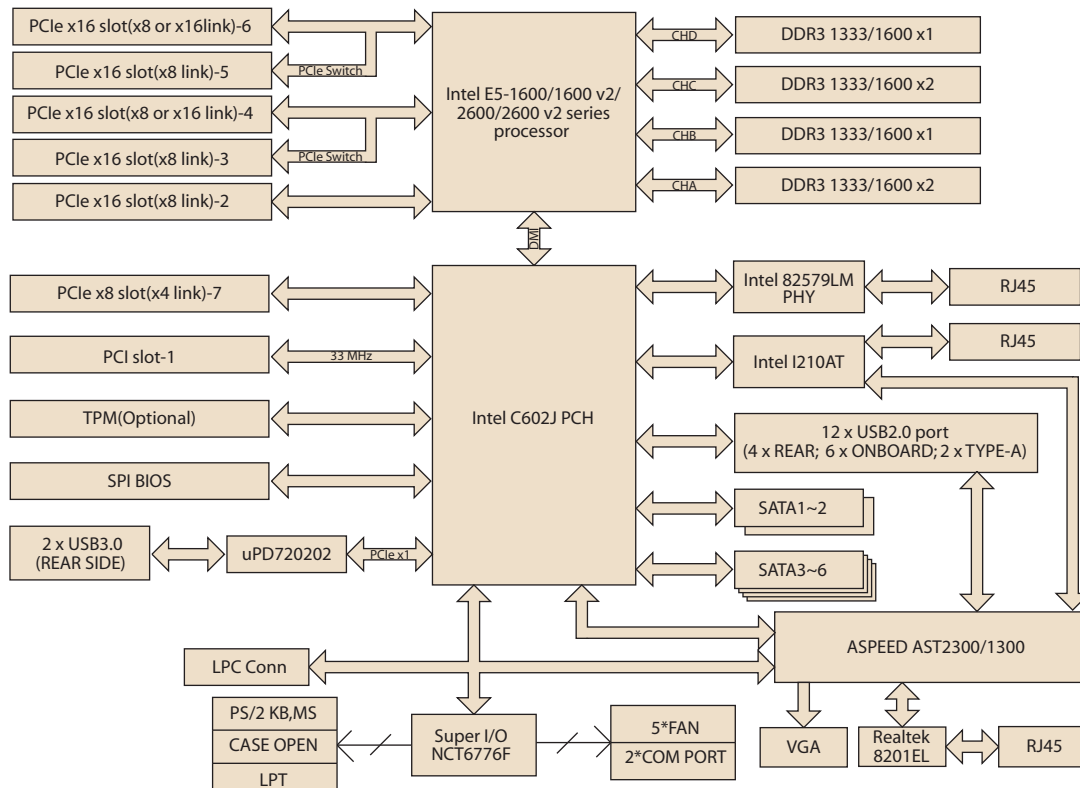 PCIe x16 slot(x8 or x16link)-6
PCIe x16 slot(x8 link)-5
PCIe Switch
PCIe x16 slot(x8 or x16 link)-4
PCIe x16 slot(x8 link)-3
PCIe Switch
PCIe x16 slot(x8 link)-2
Intel E5-1600/1600 v2/
2600/2600 v2 series
processor
CHD
DDR3 1333/1600 x1
CHC
DDR3 1333/1600 x2
CHB
DDR3 1333/1600 x1
CHA
DDR3 1333/1600 x2
DMI
PCIe x8 slot(x4 link)-7
PCI slot-1
33 MHz
TPM(Optional)
SPI BIOS
2 x USB3.0
(REAR SIDE)
uPD720202
PCIe x1
Intel C602J PCH
Intel 82579LM
PHY
RJ45
Intel I210AT
RJ45
12 x USB2.0 port
(4 x REAR; 6 x ONBOARD; 2 x TYPE-A)
SATA1~2
SATA3~6
ASPEED AST2300/1300
LPC Conn
PS/2 KB,MS
CASE OPEN
LPT
Super I/O
NCT6776F
5*FAN
2*COM PORT
VGA
Realtek
8201EL
RJ45